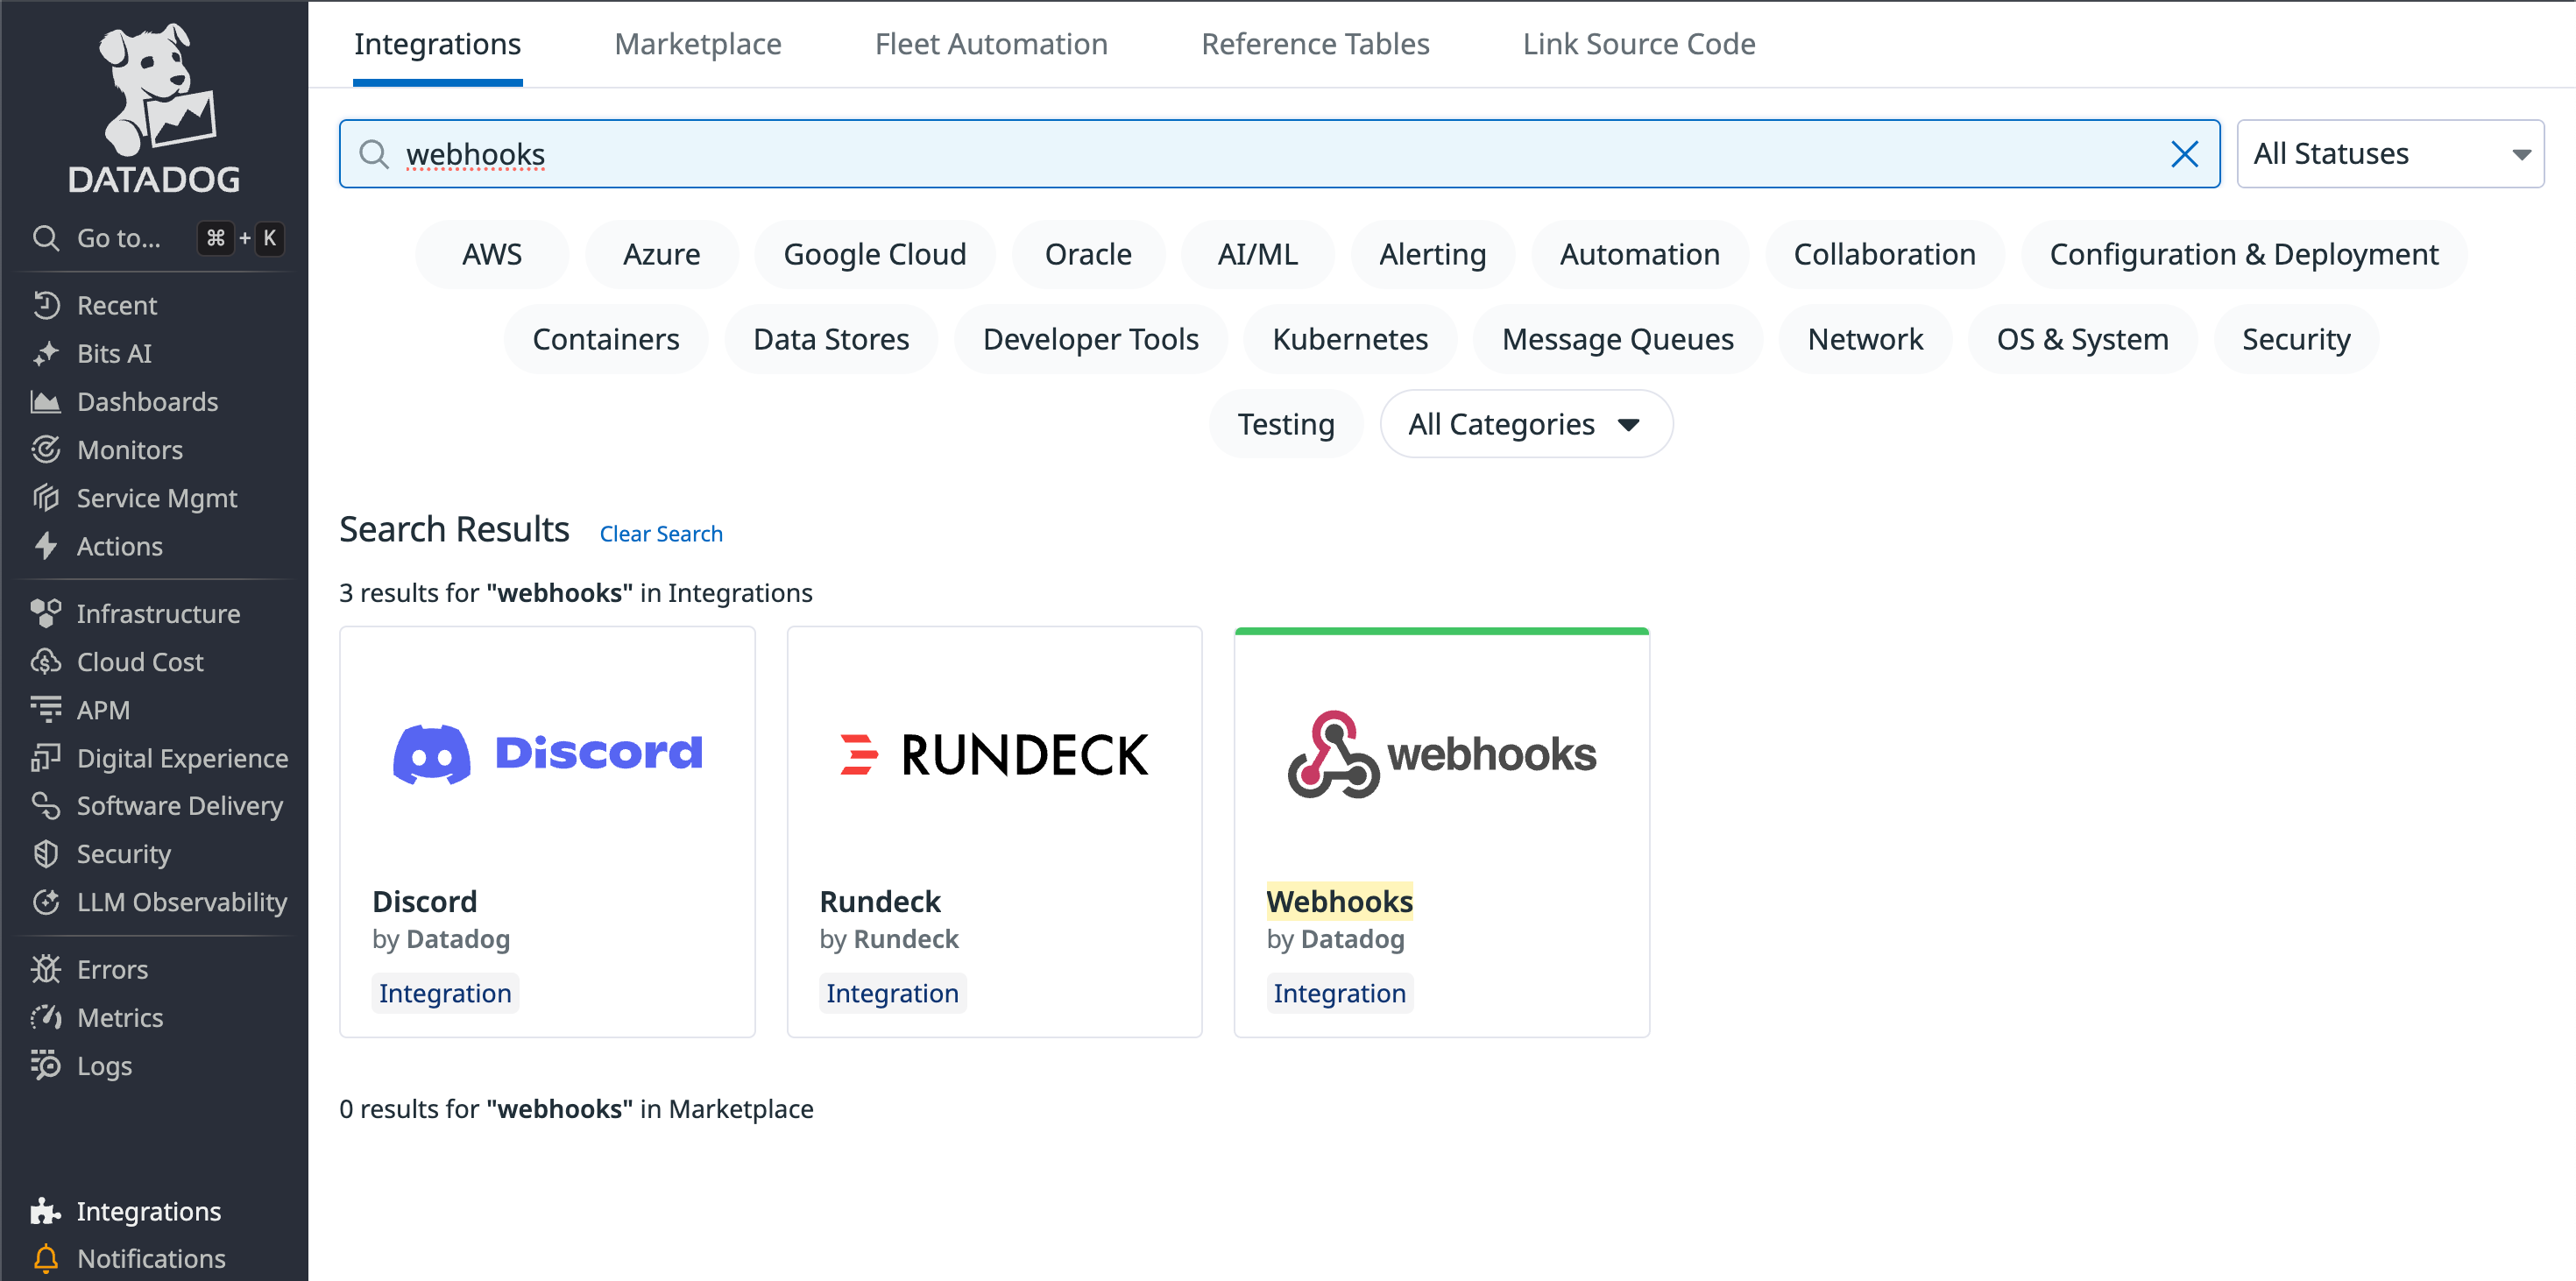 DATADOG
Go to... ⌘ + K
Recent
Bits AI
Dashboards
Monitors
Service Mgmt
Actions
Infrastructure
Cloud Cost
APM
Digital Experience
Software Delivery
Security
LLM Observability
Errors
Metrics
Logs
Integrations
Notifications
Integrations Marketplace Fleet Automation Reference Tables Link Source Code
webhooks All Statuses
AWS Azure Google Cloud Oracle AI/ML Alerting Automation Collaboration Configuration & Deployment
Containers Data Stores Developer Tools Kubernetes Message Queues Network OS & System Security
Testing All Categories
Search Results Clear Search
3 results for "webhooks" in Integrations
Discord
Discord
by Datadog
Integration
RUNDECK
Rundeck
by Rundeck
Integration
webhooks
Webhooks
by Datadog
Integration
0 results for "webhooks" in Marketplace